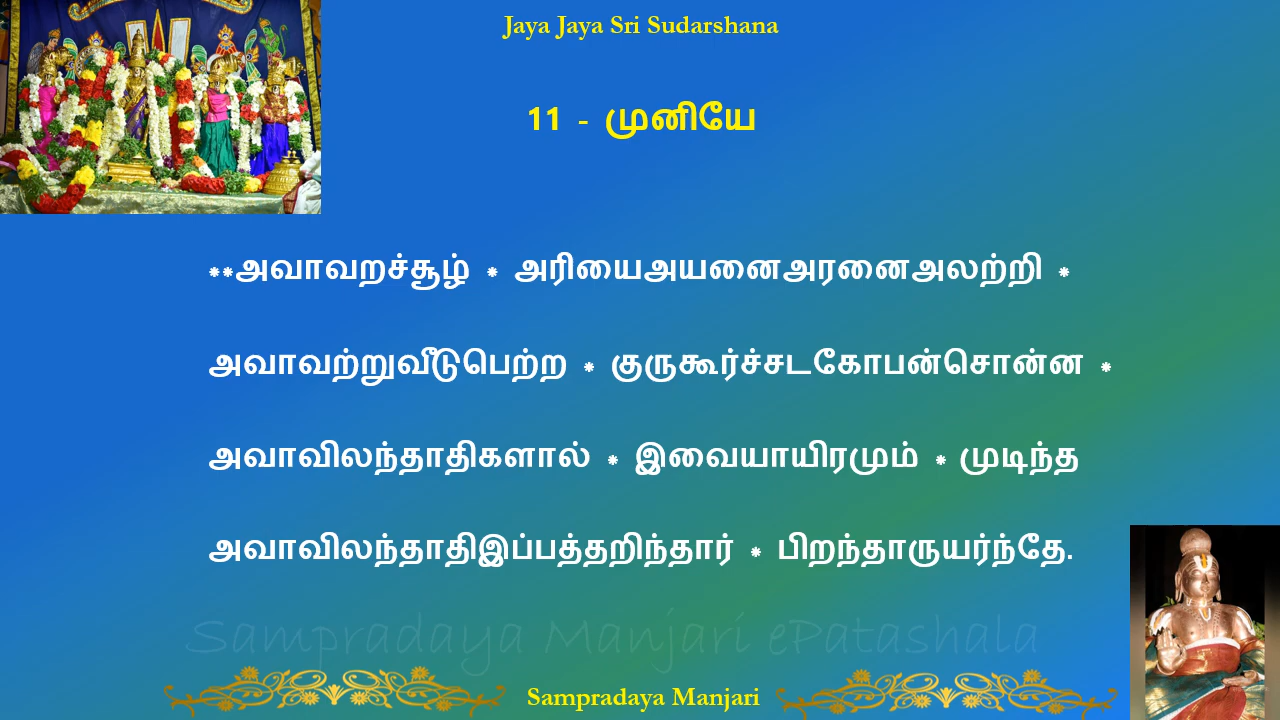 Jaya Jaya Sri Sudarshana
11 - முனியே
**அவாவறச்சூழ் * அரியைஅயனைஅரனைஅலற்றி *
அவாவற்றுவீடுபெற்ற * குருகூர்ச்சடகோபன்சொன்ன *
அவாவிலந்தாதிகளால் * இவையாயிரமும் * முடிந்த
அவாவிலந்தாதிஇப்பத்தறிந்தார் * பிறந்தாருயர்ந்தே.
Sampradaya Manjari ePatashala
Sampradaya Manjari